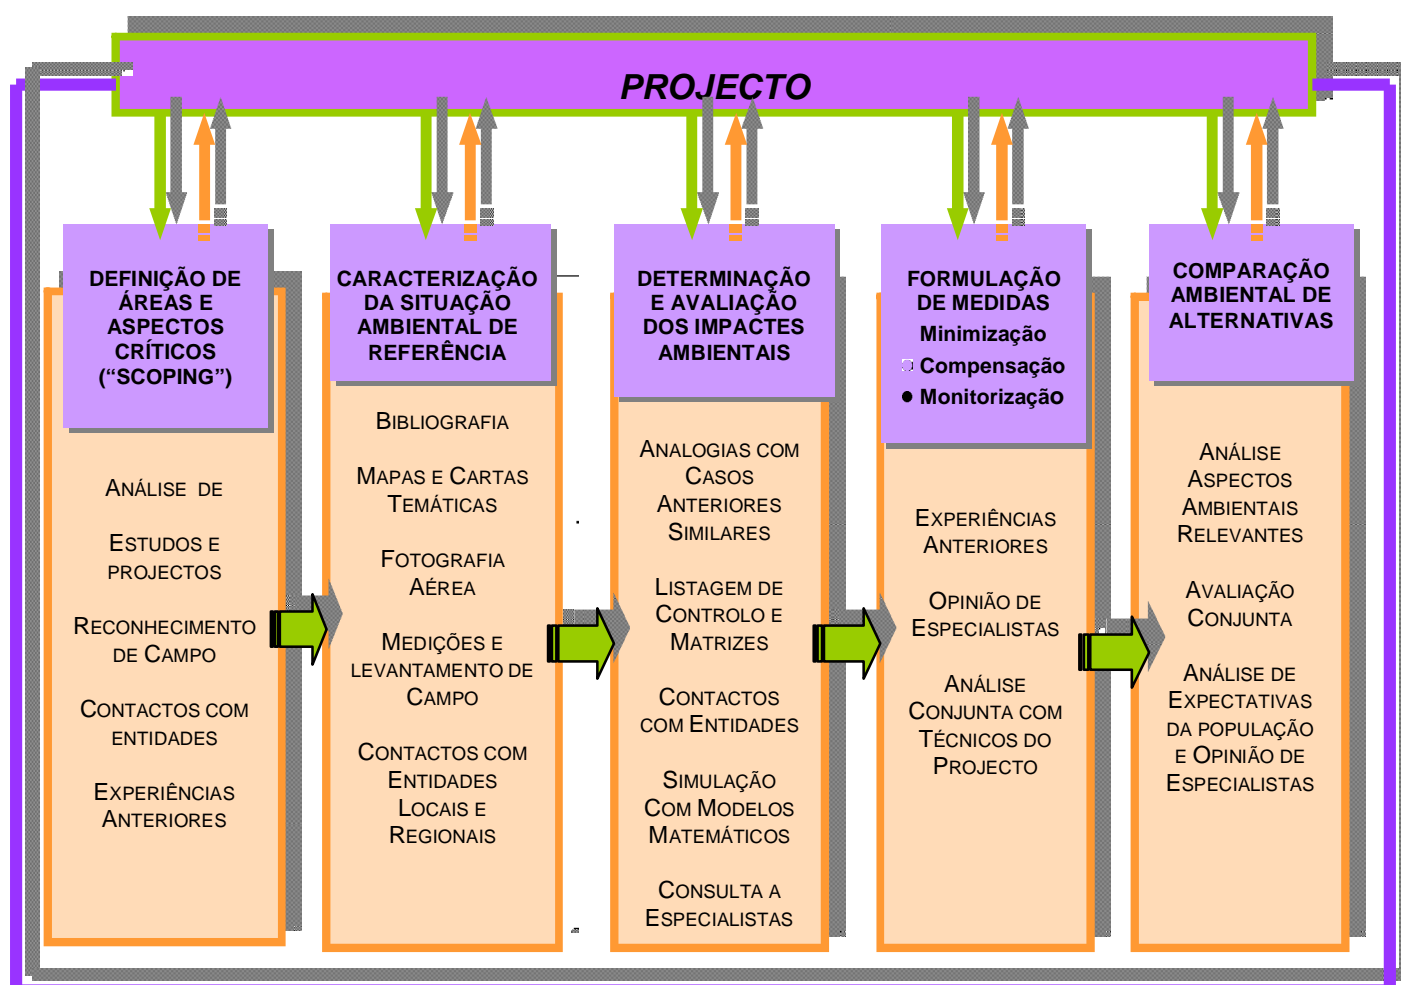 PROJECTO
DEFINIÇÃO DE
ÁREAS E
ASPECTOS
CRÍTICOS
(“SCOPING”)
ANÁLISE DE
ESTUDOS E
PROJECTOS
RECONHECIMENTO
DE CAMPO
CONTACTOS COM
ENTIDADES
EXPERIÊNCIAS
ANTERIORES
CARACTERIZAÇÃO
DA SITUAÇÃO
AMBIENTAL DE
REFERÊNCIA
BIBLIOGRAFIA
MAPAS E CARTAS
TEMÁTICAS
FOTOGRAFIA
AÉREA
MEDIÇÕES E
LEVANTAMENTO DE
CAMPO
CONTACTOS COM
ENTIDADES
LOCAIS E
REGIONAIS
DETERMINAÇÃO
E AVALIAÇÃO
DOS IMPACTES
AMBIENTAIS
ANALOGIAS COM
CASOS
ANTERIORES
SIMILARES
LISTAGEM DE
CONTROLO E
MATRIZES
CONTACTOS
COM ENTIDADES
SIMULAÇÃO
COM MODELOS
MATEMÁTICOS
CONSULTA A
ESPECIALISTAS
FORMULAÇÃO
DE MEDIDAS
Minimização
Compensação
● Monitorização
EXPERIÊNCIAS
ANTERIORES
OPINIÃO DE
ESPECIALISTAS
ANÁLISE
CONJUNTA COM
TÉCNICOS DO
PROJECTO
COMPARAÇÃO
AMBIENTAL DE
ALTERNATIVAS
ANÁLISE
ASPECTOS
AMBIENTAIS
RELEVANTES
AVALIAÇÃO
CONJUNTA
ANÁLISE DE
EXPECTATIVAS
DA POPULAÇÃO
E OPINIÃO DE
ESPECIALISTAS